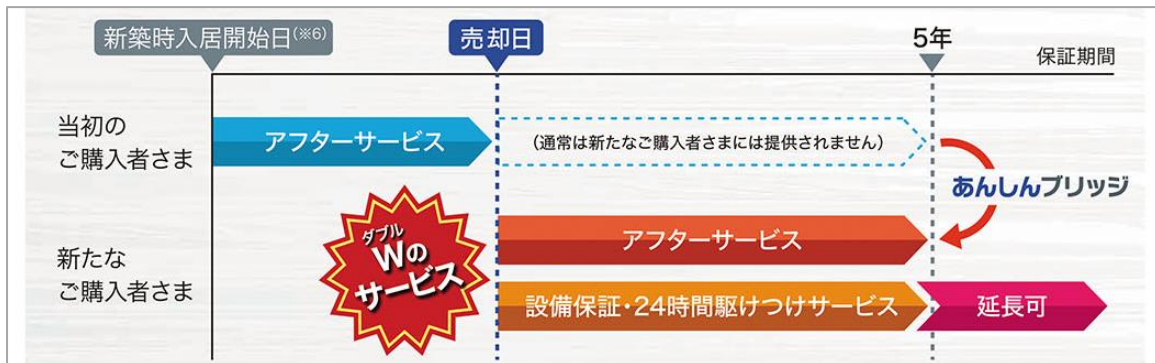 新築時入居開始日(※6)
売却日
5年
保証期間
当初の
ご購入者さま
アフターサービス
(通常は新たなご購入者さまには提供されません)
あんしんブリッジ
新たな
ご購入者さま
ダブル
Wの
サービス
アフターサービス
設備保証・24時間駆けつけサービス
延長可